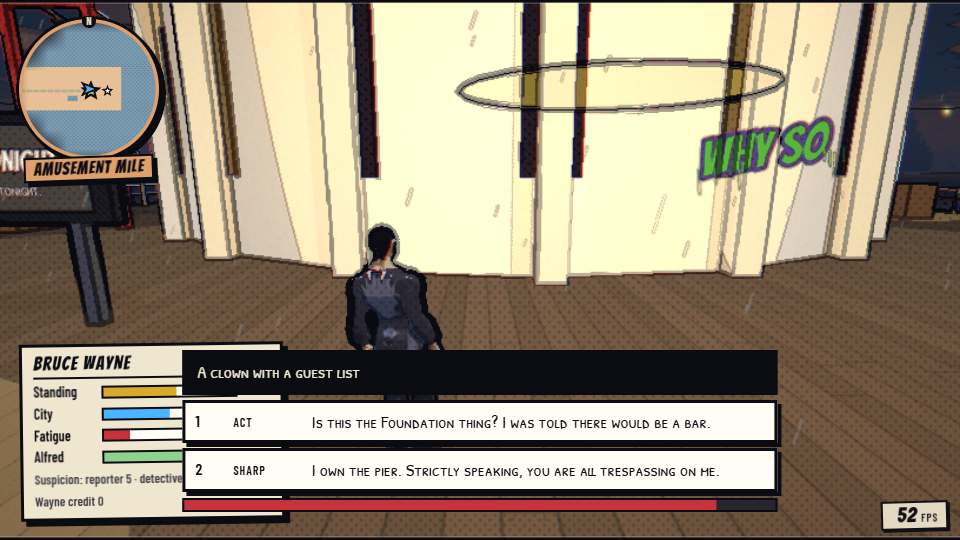 N
AMUSEMENT MILE
TONIGHT
WHY SO
BRUCE WAYNE
Standing
City
Fatigue
Alfred
Suspicion: reporter 5 · detective
Wayne credit 0
A CLOWN WITH A GUEST LIST
1 ACT IS THIS THE FOUNDATION THING? I WAS TOLD THERE WOULD BE A BAR.
2 SHARP I OWN THE PIER. STRICTLY SPEAKING, YOU ARE ALL TRESPASSING ON ME.
52 FPS